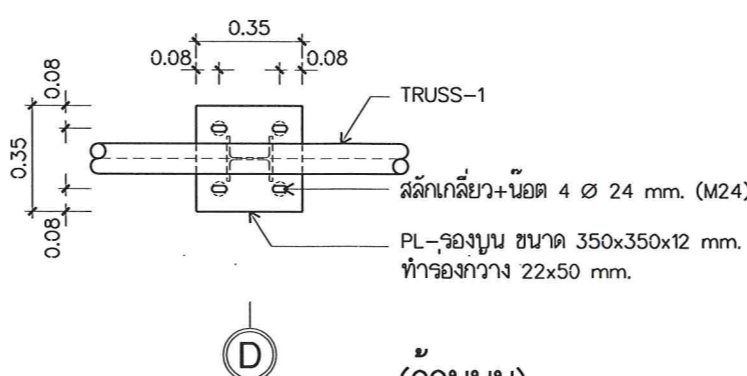 0.35
0.08 0.08
TRUSS-1
0.08
0.35
0.08
สลักเกลียว+น๊อต 4 Ø 24 mm. (M24)
PL-รองบน ขนาด 350x350x12 mm.
ทำร่องกว้าง 22x50 mm.
D